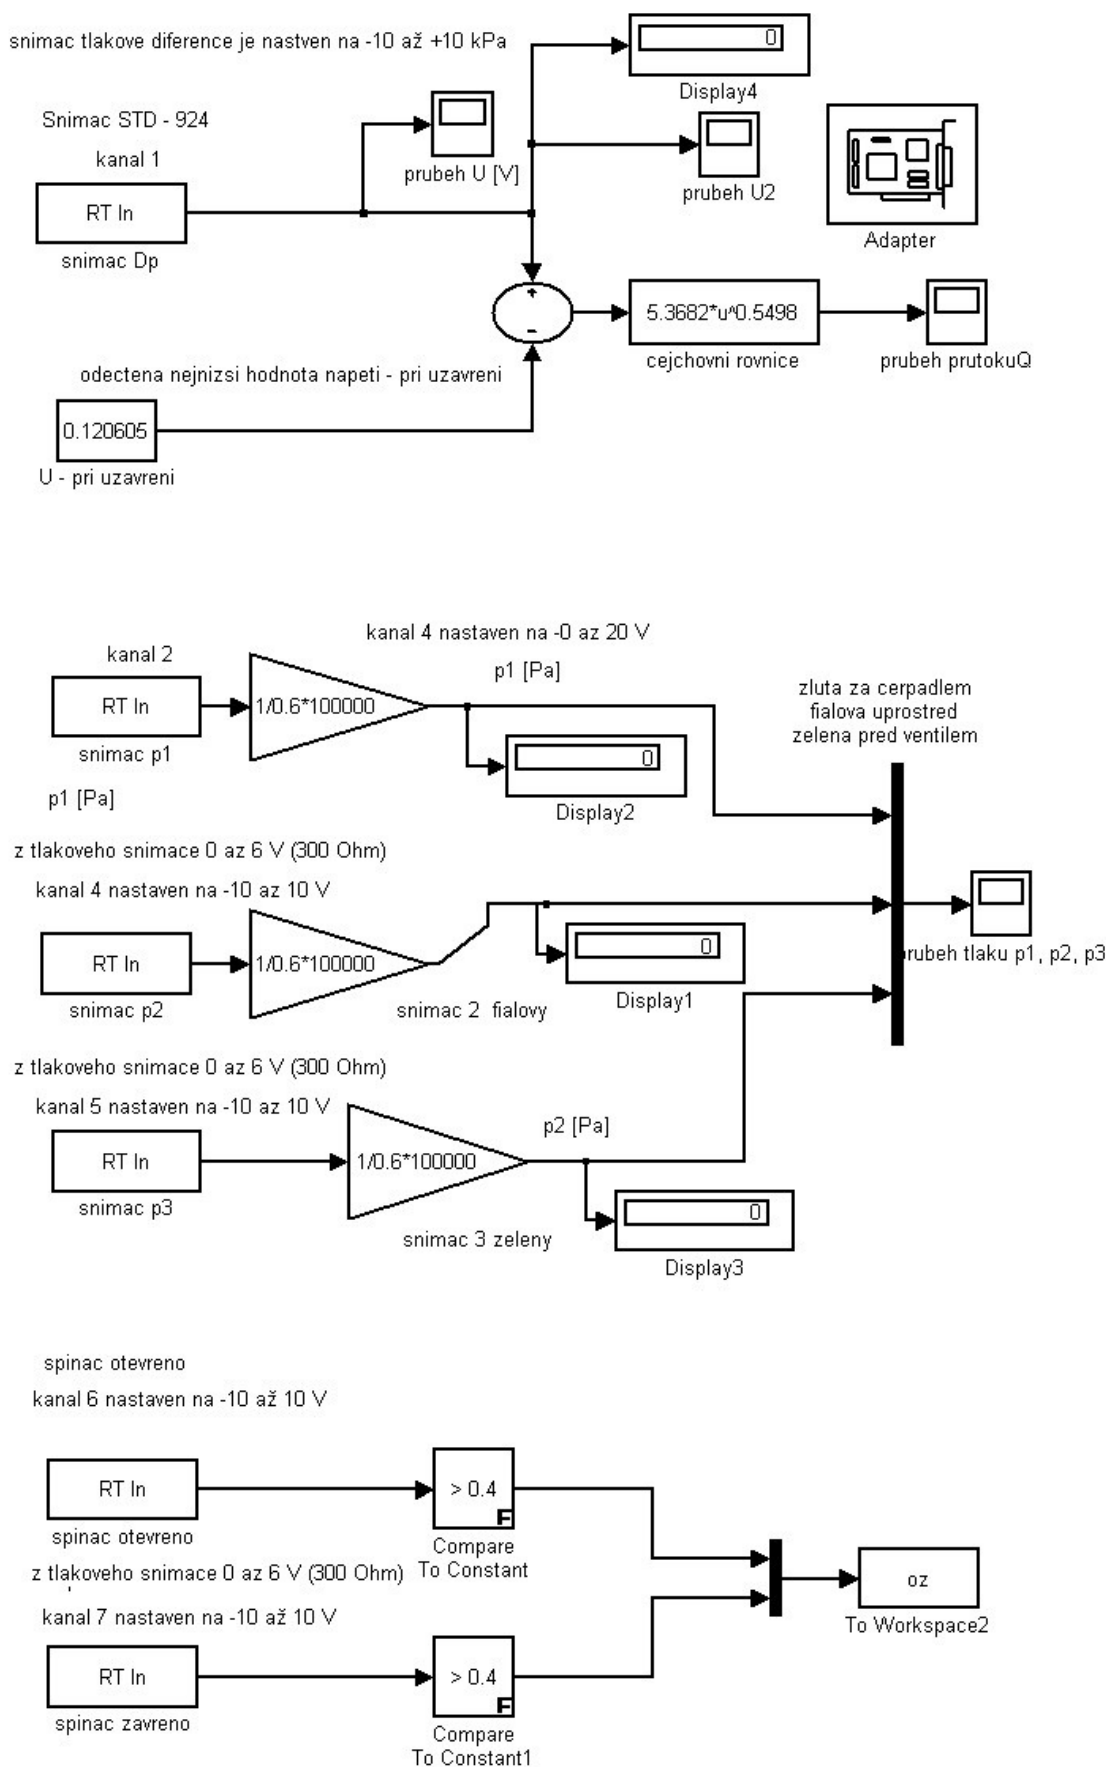 snimac tlakove diference je nastven na -10 až +10 kPa
0
Display4
Snimac STD - 924
kanal 1
RT In
snimac Dp
prubeh U [V]
prubeh U2
Adapter
+
-
5.3682*u^0.5498
cejchovni rovnice
prubeh prutokuQ
odectena nejnizsi hodnota napeti - pri uzavreni
0.120605
U - pri uzavreni
kanal 4 nastaven na -0 az 20 V
kanal 2
RT In
snimac p1
p1 [Pa]
1/0.6*100000
p1 [Pa]
0
Display2
zluta za cerpadlem
fialova uprostred
zelena pred ventilem
z tlakoveho snimace 0 az 6 V (300 Ohm)
kanal 4 nastaven na -10 az 10 V
RT In
snimac p2
1/0.6*100000
snimac 2 fialovy
0
Display1
prubeh tlaku p1, p2, p3
z tlakoveho snimace 0 az 6 V (300 Ohm)
kanal 5 nastaven na -10 az 10 V
RT In
snimac p3
1/0.6*100000
p2 [Pa]
snimac 3 zeleny
0
Display3
spinac otevreno
kanal 6 nastaven na -10 až 10 V
RT In
spinac otevreno
> 0.4
F
Compare
To Constant
z tlakoveho snimace 0 az 6 V (300 Ohm)
kanal 7 nastaven na -10 až 10 V
RT In
spinac zavreno
> 0.4
F
Compare
To Constant1
oz
To Workspace2